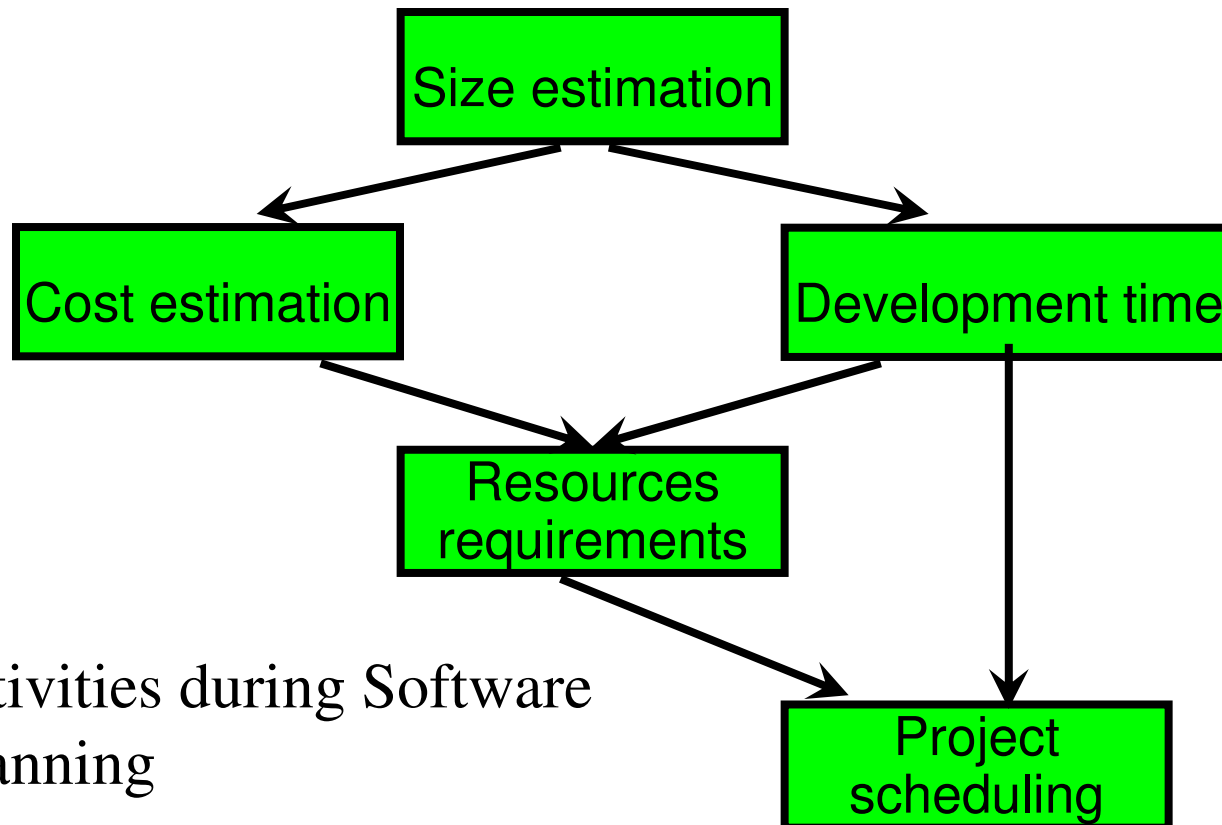 Size estimation
Cost estimation
Development time
Resources
requirements
tivities during Software
anning
Project
scheduling